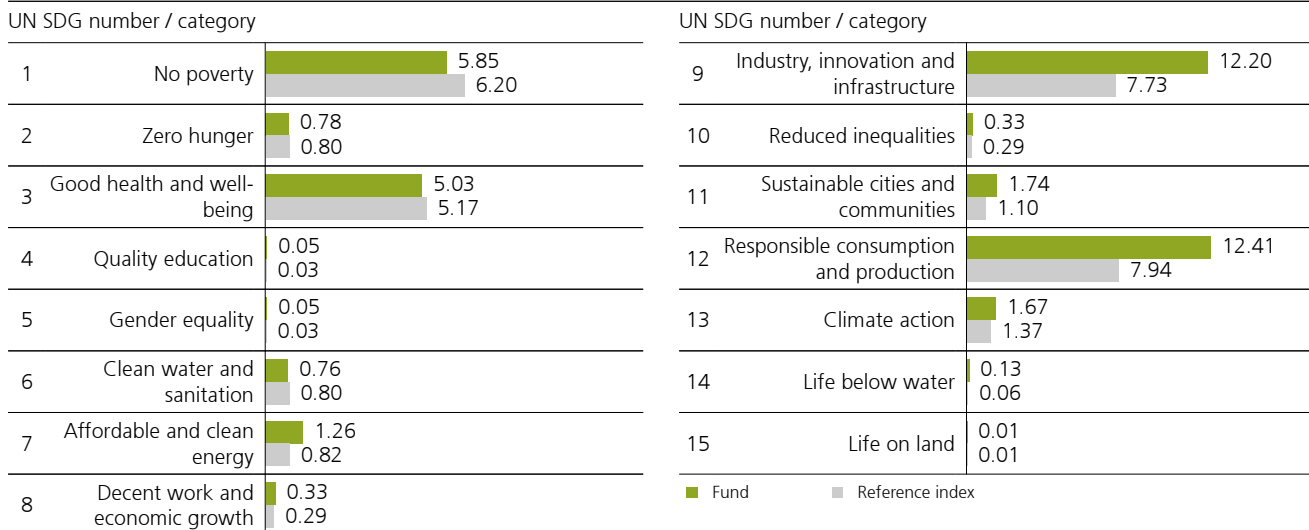 UN SDG number / category
1
No poverty
5.85
6.20
2
Zero hunger
0.78
0.80
3
Good health and well-
being
5.03
5.17
4
Quality education
0.05
0.03
5
Gender equality
0.05
0.03
6
Clean water and
sanitation
0.76
0.80
7
Affordable and clean
energy
1.26
0.82
8
Decent work and
economic growth
0.33
0.29
UN SDG number / category
9
Industry, innovation and
infrastructure
12.20
7.73
10
Reduced inequalities
0.33
0.29
11
Sustainable cities and
communities
1.74
1.10
12
Responsible consumption
and production
12.41
7.94
13
Climate action
1.67
1.37
14
Life below water
0.13
0.06
15
Life on land
0.01
0.01
Fund
Reference index